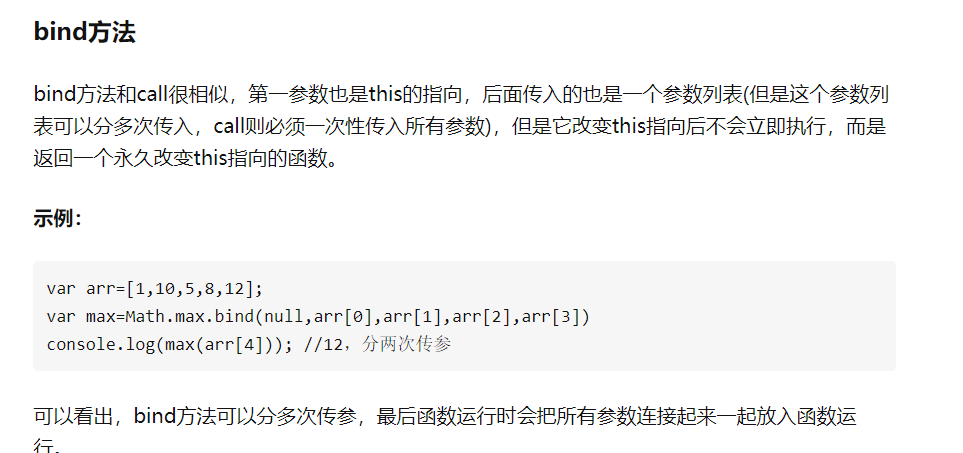 bind方法
bind方法和call很相似，第一参数也是this的指向，后面传入的也是一个参数列表(但是这个参数列
表可以分多次传入，call则必须一次性传入所有参数)，但是它改变this指向后不会立即执行，而是
返回一个永久改变this指向的函数。
示例：
var arr=[1,10,5,8,12];
var max=Math.max.bind(null,arr[0],arr[1],arr[2],arr[3])
console.log(max(arr[4])); //12，分两次传参
可以看出，bind方法可以分多次传参，最后函数运行时会把所有参数连接起来一起放入函数运
行。